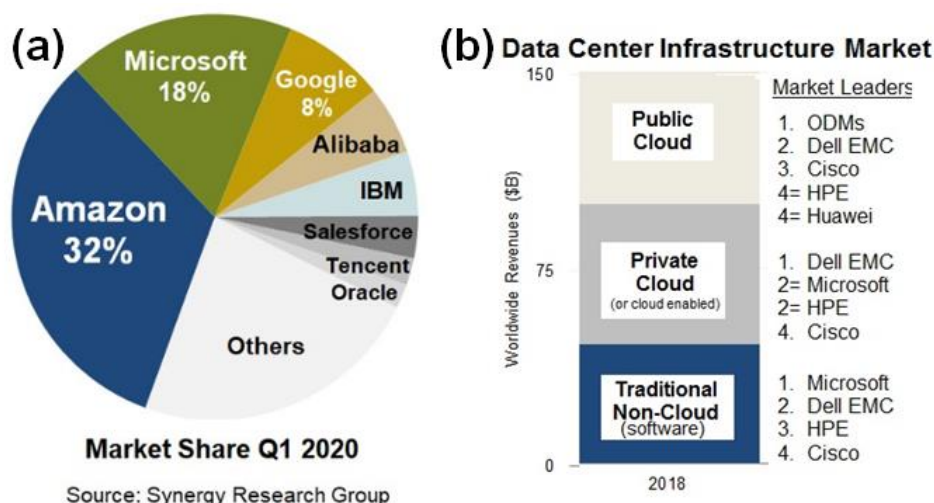 (a)
Microsoft
18%
Google
8%
Alibaba
IBM
Amazon
32%
Salesforce
Tencent
Oracle
Others
Market Share Q1 2020
Source: Synergy Research Group
(b) Data Center Infrastructure Market
150
75
0
Worldwide Revenues ($B)
Public
Cloud
Private
Cloud
(or cloud enabled)
Traditional
Non-Cloud
(software)
2018
Market Leaders
1. ODMs
2. Dell EMC
3. Cisco
4= HPE
4= Huawei
1. Dell EMC
2= Microsoft
2= HPE
4. Cisco
1. Microsoft
2. Dell EMC
3. HPE
4. Cisco